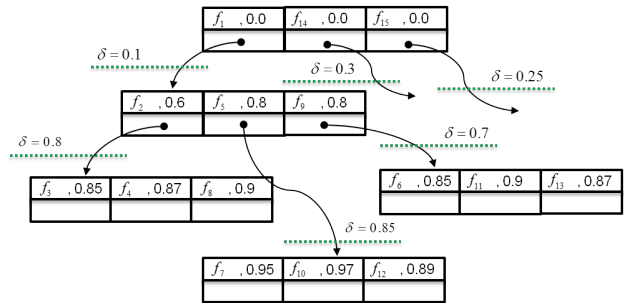 f₁ , 0.0 f₁₄ , 0.0 f₁₅ , 0.0
δ = 0.1
δ = 0.3
δ = 0.25
f₂ , 0.6 f₅ , 0.8 f₉ , 0.8
δ = 0.8
δ = 0.7
f₃ , 0.85 f₄ , 0.87 f₈ , 0.9
f₆ , 0.85 f₁₁ , 0.9 f₁₃ , 0.87
δ = 0.85
f₇ , 0.95 f₁₀ , 0.97 f₁₂ , 0.89